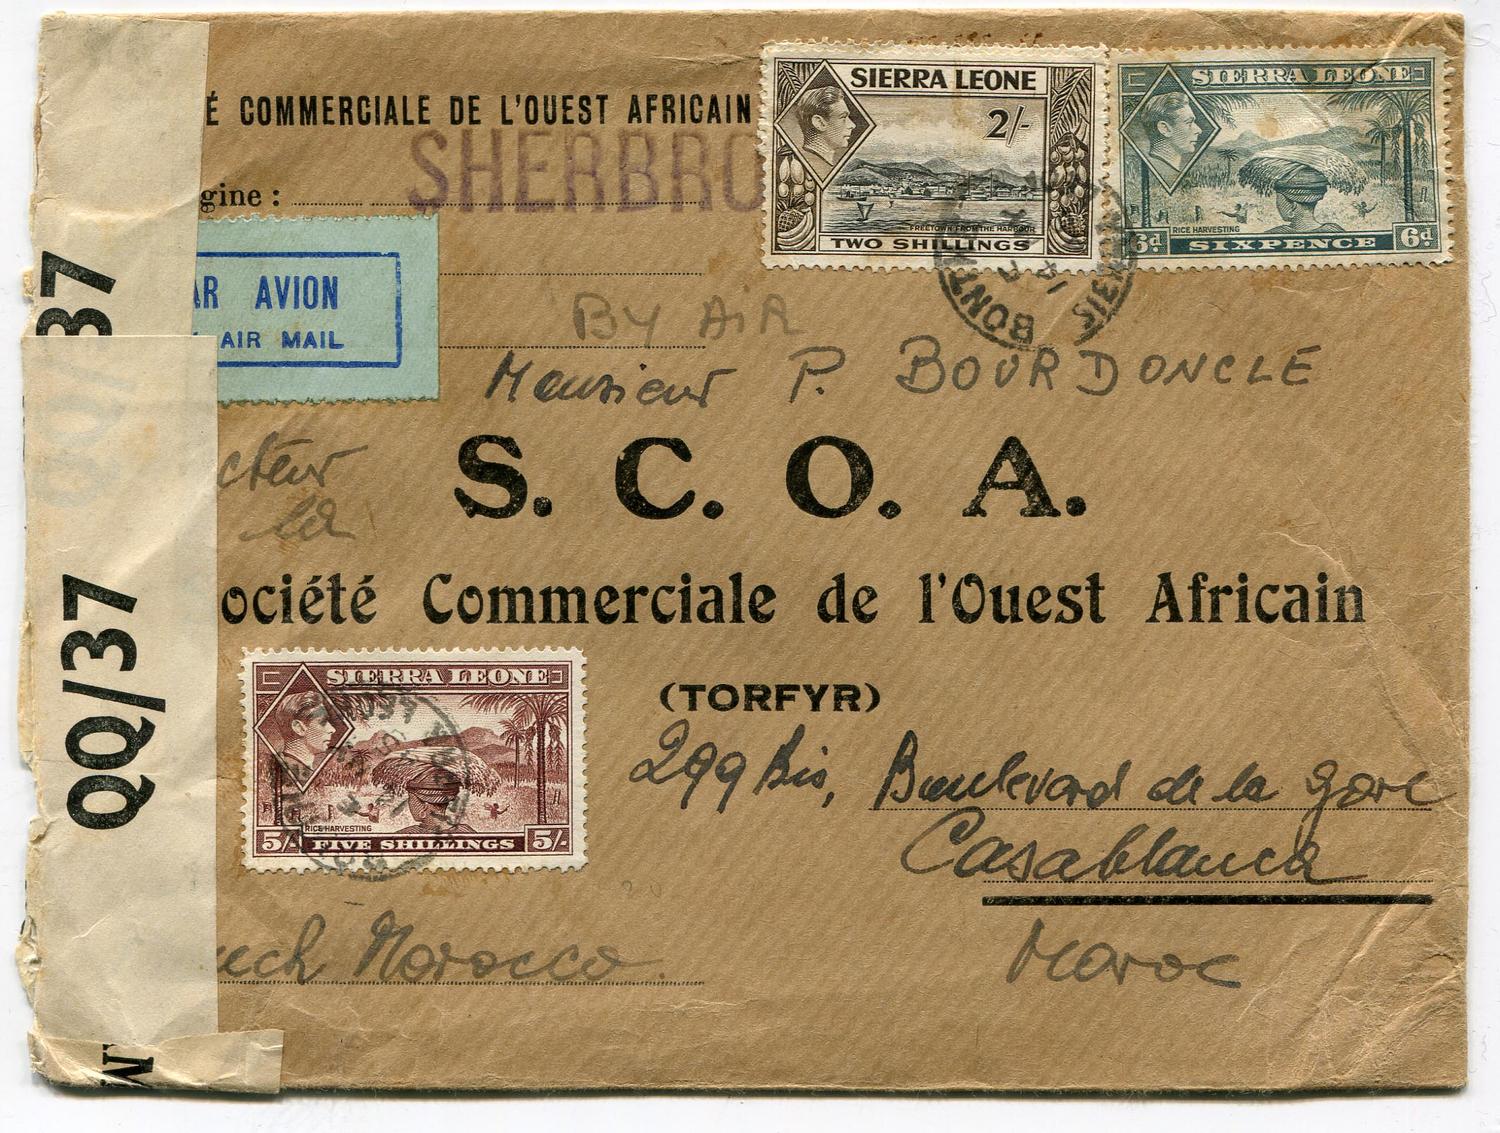 É COMMERCIALE DE L'OUEST AFRICAIN
SHERBRO
gine :
SIERRA LEONE
2/-
FREETOWN FROM THE HARBOUR
TWO SHILLINGS
SIERRA LEONE
RICE HARVESTING
6d SIXPENCE 6d
AR AVION
AIR MAIL
BY AIR
Monsieur P. BOURDONCLE
cteur
la
S. C. O. A.
ociété Commerciale de l'Ouest Africain
(TORFYR)
299 Bis, Boulevard de la Gare
Casablanca
Maroc
SIERRA LEONE
RICE HARVESTING
5/- FIVE SHILLINGS 5/-
ench Morocco
/37
QQ/37
QQ/37